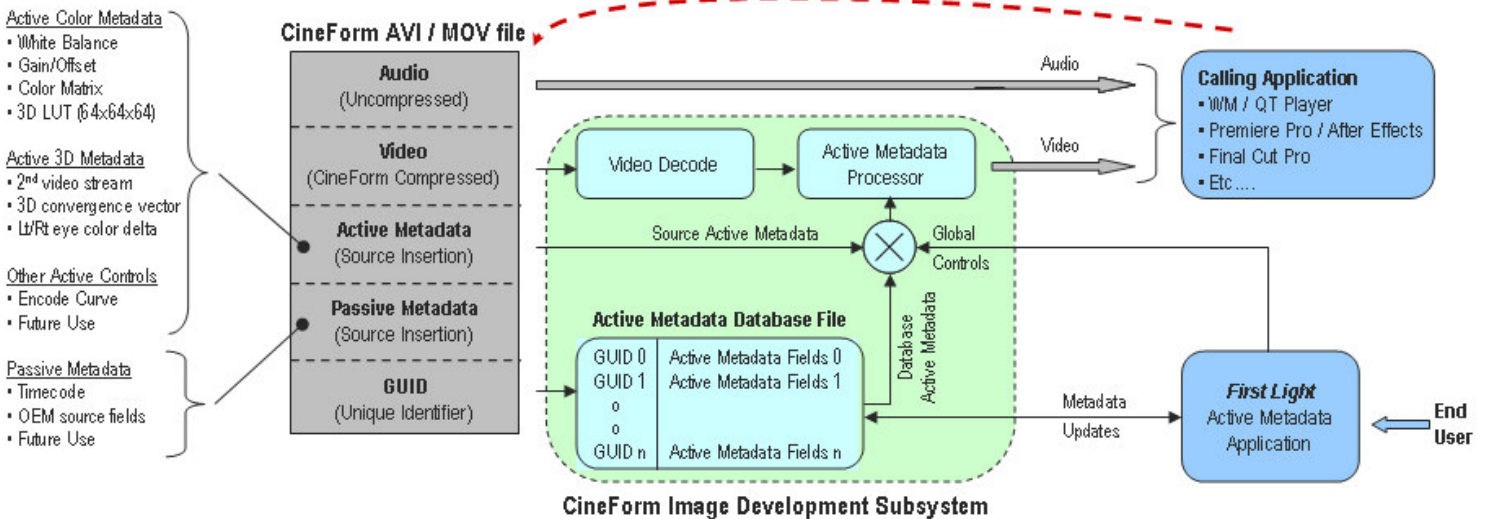 Active Color Metadata
▪ White Balance
▪ Gain/Offset
▪ Color Matrix
▪ 3D LUT (64x64x64)
Active 3D Metadata
▪ 2nd video stream
▪ 3D convergence vector
▪ Lt/Rt eye color delta
Other Active Controls
▪ Encode Curve
▪ Future Use
Passive Metadata
▪ Timecode
▪ OEM source fields
▪ Future Use
CineForm AVI / MOV file
Audio
(Uncompressed)
Video
(CineForm Compressed)
Active Metadata
(Source Insertion)
Passive Metadata
(Source Insertion)
GUID
(Unique Identifier)
Audio
Video
Video Decode
Active Metadata
Processor
Source Active Metadata
Global
Controls
Database
Active Metadata
Active Metadata Database File
GUID 0 Active Metadata Fields 0
GUID 1 Active Metadata Fields 1
o
o
GUID n Active Metadata Fields n
Metadata
Updates
CineForm Image Development Subsystem
Calling Application
▪ WM / QT Player
▪ Premiere Pro / After Effects
▪ Final Cut Pro
▪ Etc....
First Light
Active Metadata
Application
End
User